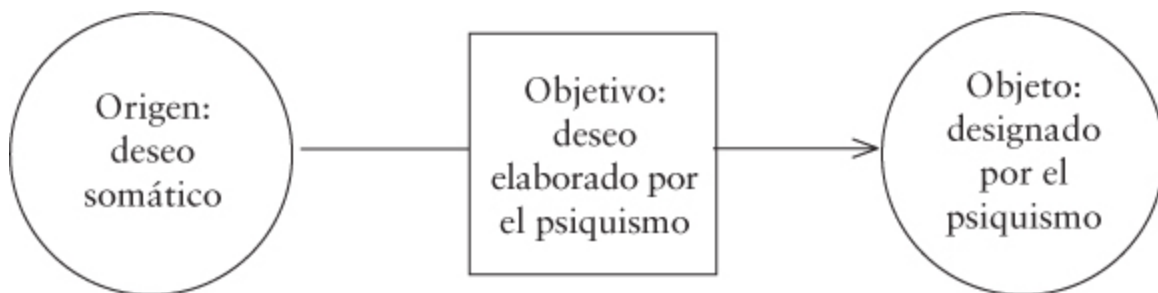 Origen:
deseo
somático
Objetivo:
deseo
elaborado por
el psiquismo
Objeto:
designado
por el
psiquismo